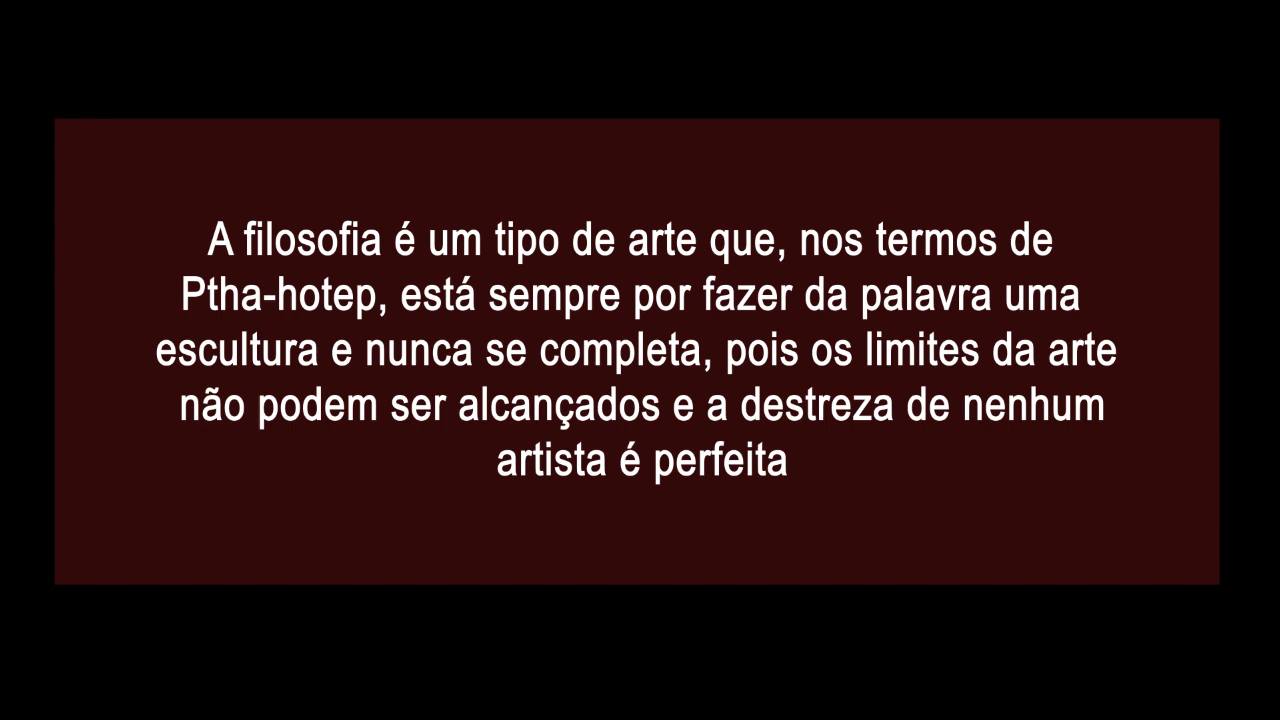 A filosofia é um tipo de arte que, nos termos de
Ptha-hotep, está sempre por fazer da palavra uma
escultura e nunca se completa, pois os limites da arte
não podem ser alcançados e a destreza de nenhum
artista é perfeita